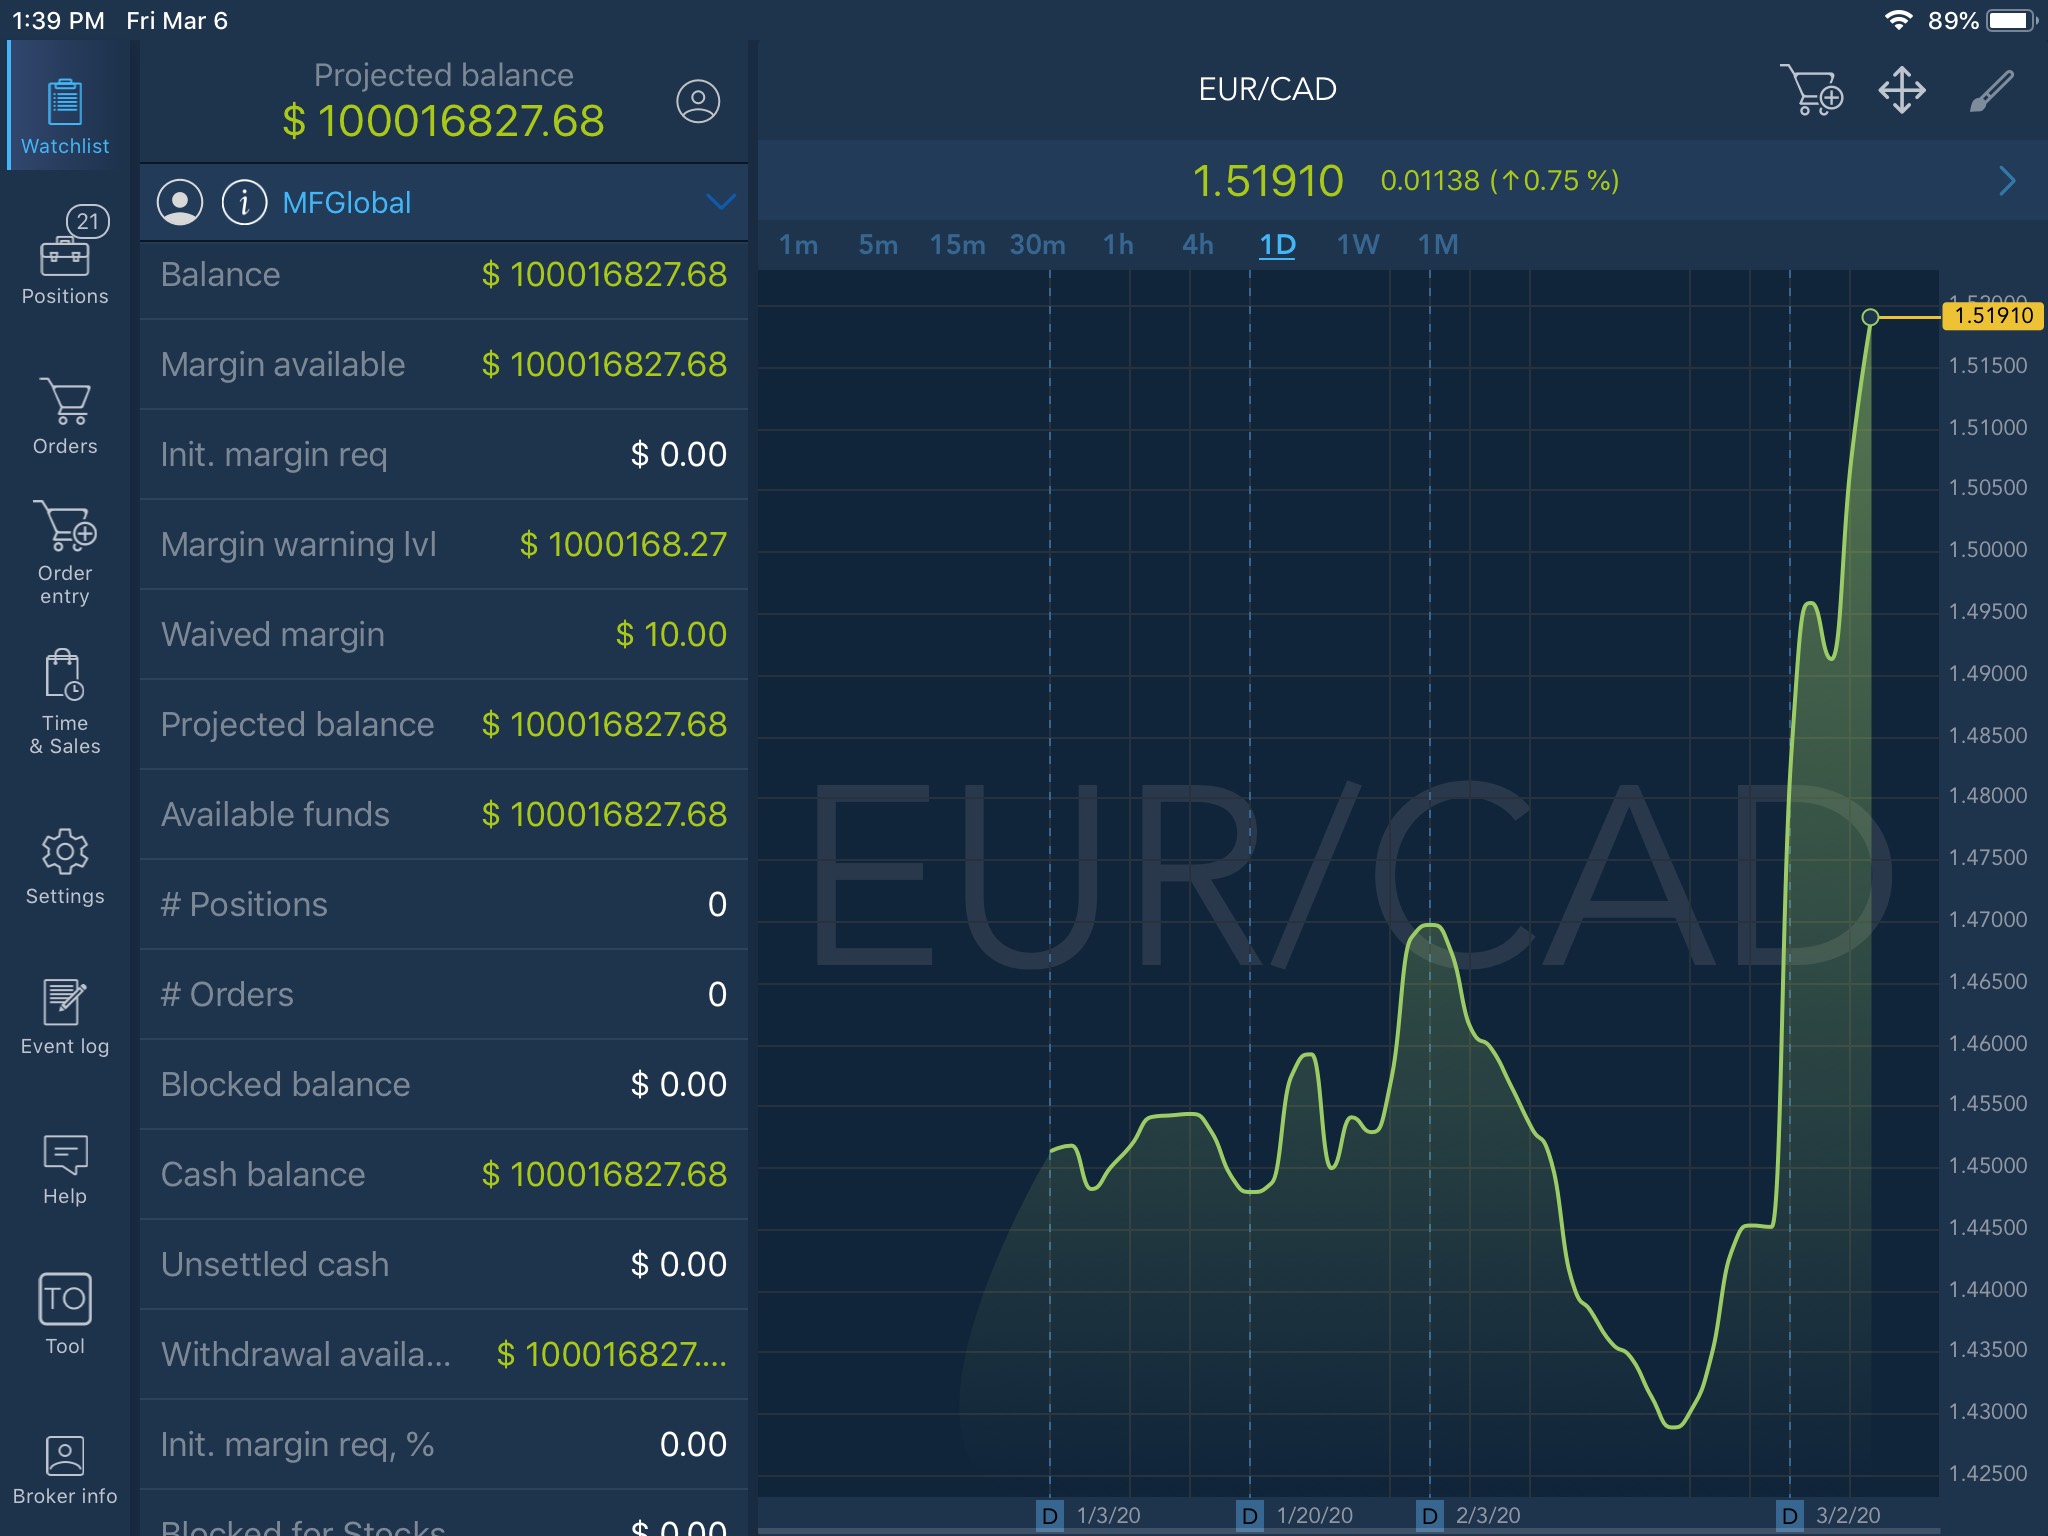 1:39 PM Fri Mar 6
89%
Watchlist
21
Positions
Orders
Order
entry
Time
& Sales
Settings
Event log
Help
TO
Tool
Broker info
Projected balance
$ 100016827.68
i MFGlobal
Balance $ 100016827.68
Margin available $ 100016827.68
Init. margin req $ 0.00
Margin warning lvl $ 1000168.27
Waived margin $ 10.00
Projected balance $ 100016827.68
Available funds $ 100016827.68
# Positions 0
# Orders 0
Blocked balance $ 0.00
Cash balance $ 100016827.68
Unsettled cash $ 0.00
Withdrawal availa... $ 100016827....
Init. margin req, % 0.00
Blocked for Stocks $ 0.00
EUR/CAD
1.51910 0.01138 (↑0.75 %)
1m 5m 15m 30m 1h 4h 1D 1W 1M
EUR/CAD
1.52000
1.51910
1.51500
1.51000
1.50500
1.50000
1.49500
1.49000
1.48500
1.48000
1.47500
1.47000
1.46500
1.46000
1.45500
1.45000
1.44500
1.44000
1.43500
1.43000
1.42500
D 1/3/20 D 1/20/20 D 2/3/20 D 3/2/20